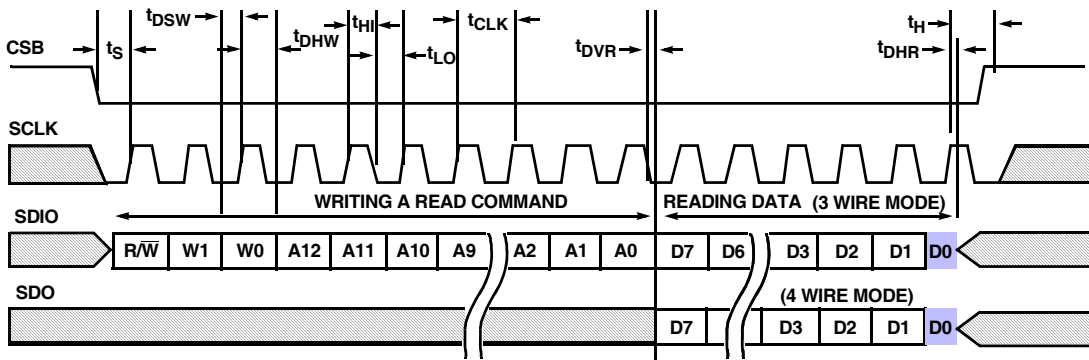 tDSW tHI tCLK tH
CSB tS tDHW tLO tDVR tDHR
SCLK
WRITING A READ COMMAND READING DATA (3 WIRE MODE)
SDIO
R/W̅ W1 W0 A12 A11 A10 A9 A2 A1 A0 D7 D6 D3 D2 D1 D0
SDO
(4 WIRE MODE)
D7 D3 D2 D1 D0